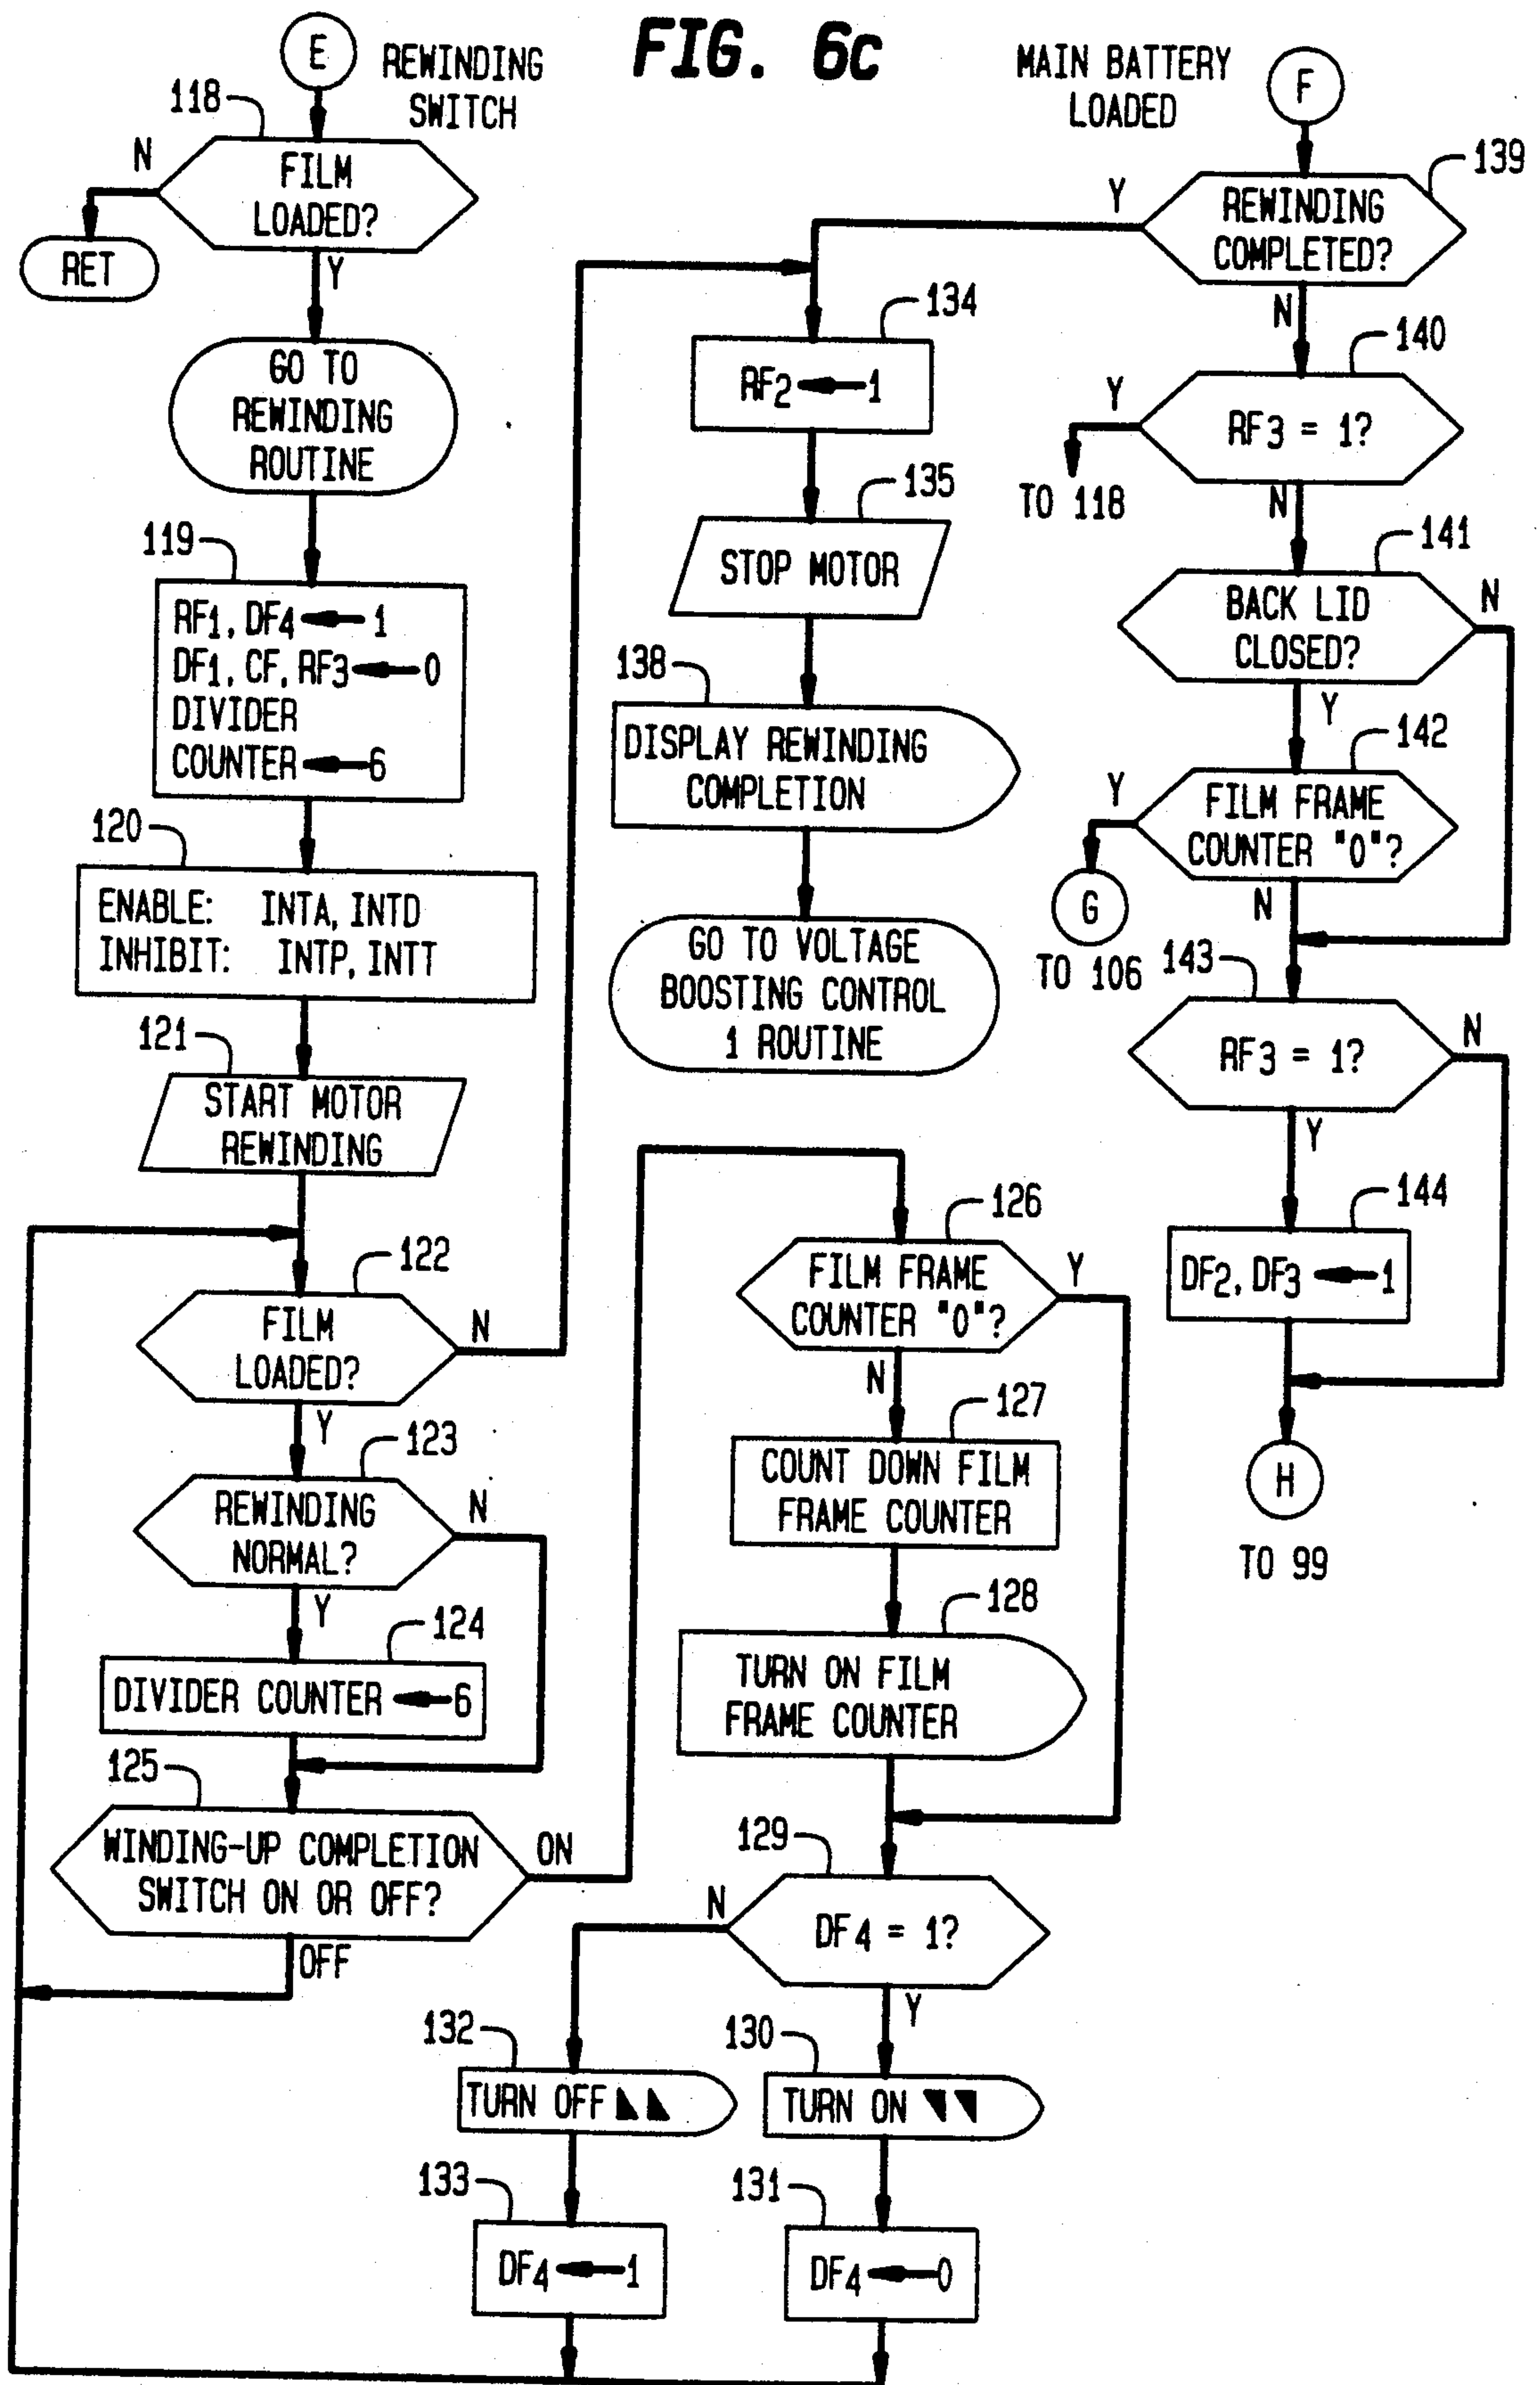 FIG. 6c
E
REWINDING
SWITCH
118
FILM
LOADED?
N
RET
Y
GO TO
REWINDING
ROUTINE
119
RF1, DF4 ← 1
DF1, CF, RF3 ← 0
DIVIDER
COUNTER ← 6
120
ENABLE: INTA, INTD
INHIBIT: INTP, INTT
121
START MOTOR
REWINDING
122
FILM
LOADED?
N
Y
123
REWINDING
NORMAL?
N
Y
124
DIVIDER COUNTER ← 6
125
WINDING-UP COMPLETION
SWITCH ON OR OFF?
ON
OFF
134
RF2 ← 1
135
STOP MOTOR
138
DISPLAY REWINDING
COMPLETION
GO TO VOLTAGE
BOOSTING CONTROL
1 ROUTINE
126
FILM FRAME
COUNTER "0"?
Y
N
127
COUNT DOWN FILM
FRAME COUNTER
128
TURN ON FILM
FRAME COUNTER
129
DF4 = 1?
N
Y
132
TURN OFF
130
TURN ON
133
DF4 ← 1
131
DF4 ← 0
MAIN BATTERY
LOADED
F
139
REWINDING
COMPLETED?
Y
N
140
RF3 = 1?
Y
TO 118
N
141
BACK LID
CLOSED?
N
Y
142
FILM FRAME
COUNTER "0"?
Y
G
TO 106
N
143
RF3 = 1?
N
Y
144
DF2, DF3 ← 1
H
TO 99